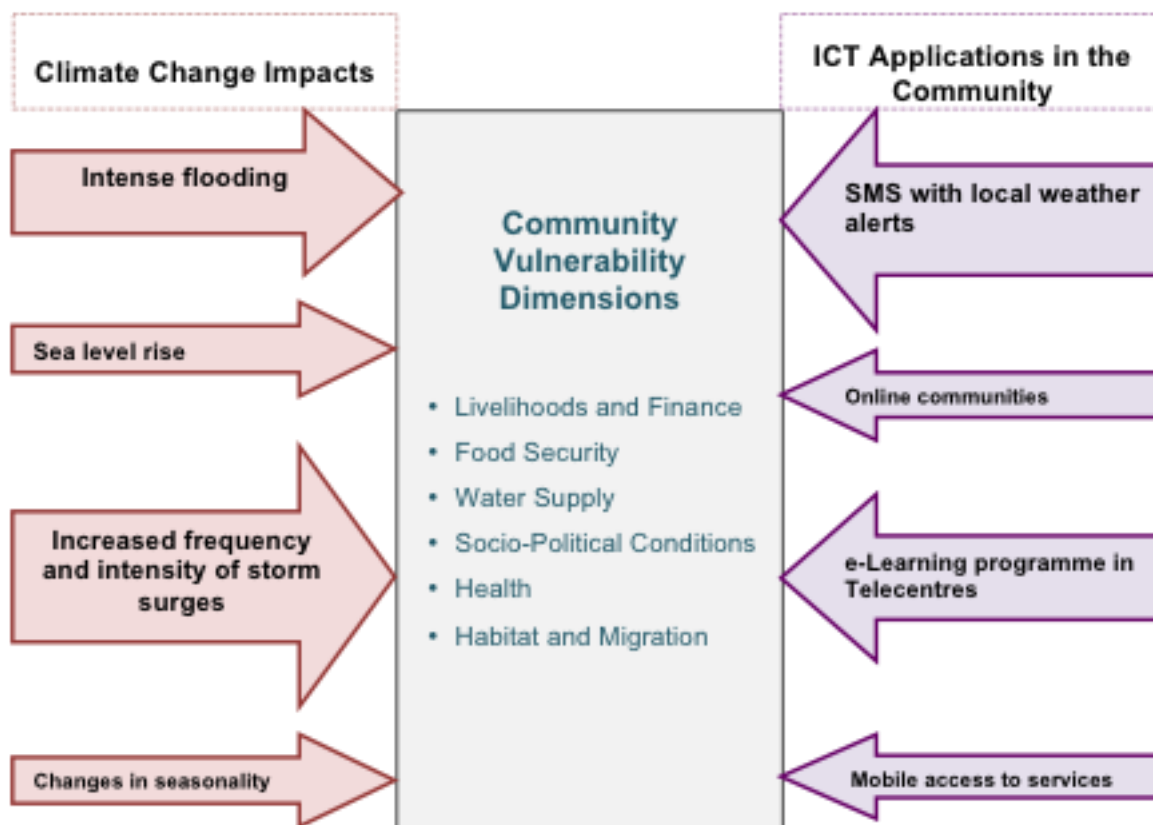 Climate Change Impacts
Intense flooding
Sea level rise
Increased frequency
and intensity of storm
surges
Changes in seasonality
Community
Vulnerability
Dimensions
• Livelihoods and Finance
• Food Security
• Water Supply
• Socio-Political Conditions
• Health
• Habitat and Migration
ICT Applications in the
Community
SMS with local weather
alerts
Online communities
e-Learning programme in
Telecentres
Mobile access to services